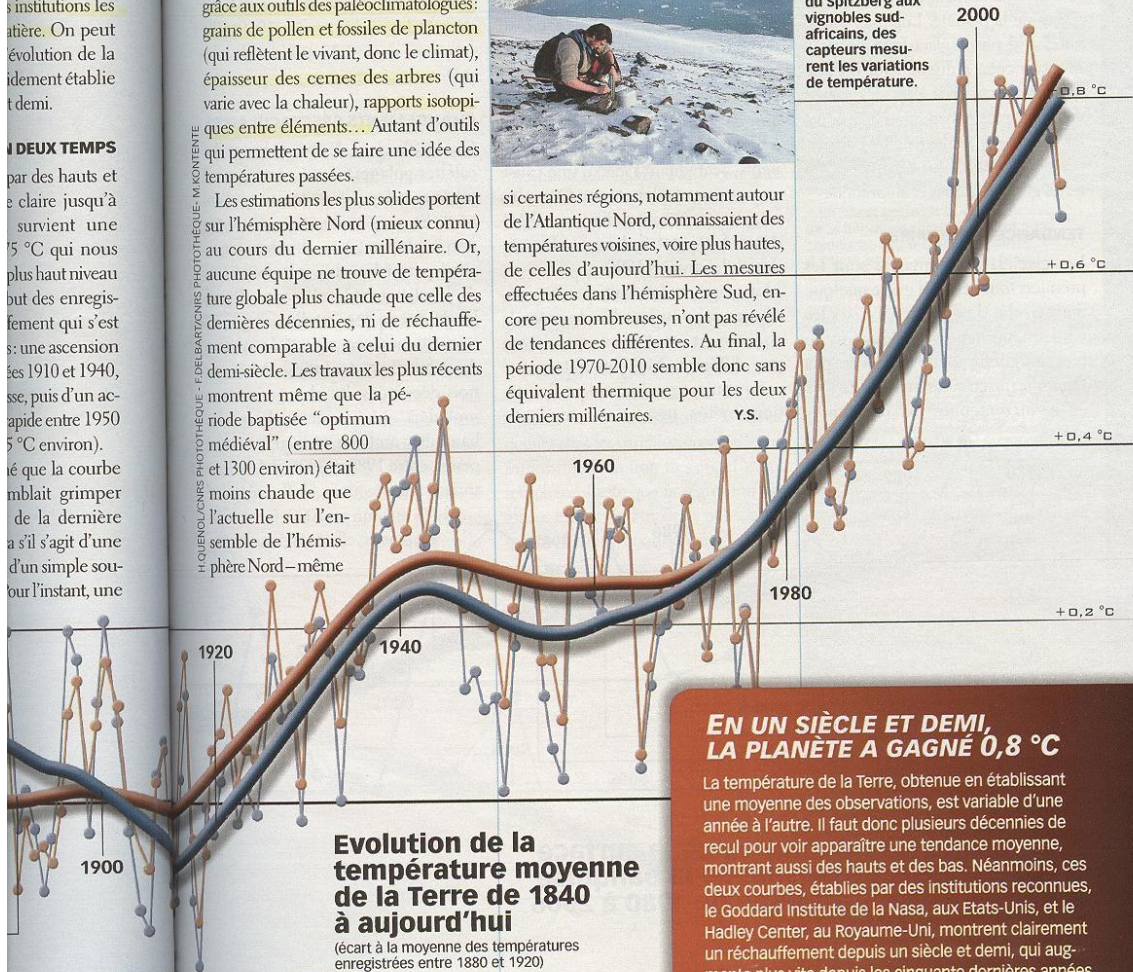 s institutions les
atière. On peut
évolution de la
idement établie
t demi.
N DEUX TEMPS
par des hauts et
e claire jusqu'à
survient une
75 °C qui nous
plus haut niveau
out des enregis-
fement qui s'est
s : une ascension
ées 1910 et 1940,
sse, puis d'un ac-
apide entre 1950
5 °C environ).
é que la courbe
mblait grimper
de la dernière
a s'il s'agit d'une
d'un simple sou-
our l'instant, une
H.QUENOL/CNRS PHOTOTHÈQUE - F.DELBART/CNRS PHOTOTHÈQUE- M.KONTENTE
grâce aux outils des paléoclimatologues :
grains de pollen et fossiles de plancton
(qui reflètent le vivant, donc le climat),
épaisseur des cernes des arbres (qui
varie avec la chaleur), rapports isotopi-
ques entre éléments… Autant d'outils
qui permettent de se faire une idée des
températures passées.
Les estimations les plus solides portent
sur l'hémisphère Nord (mieux connu)
au cours du dernier millénaire. Or,
aucune équipe ne trouve de tempéra-
ture globale plus chaude que celle des
dernières décennies, ni de réchauffe-
ment comparable à celui du dernier
demi-siècle. Les travaux les plus récents
montrent même que la pé-
riode baptisée “optimum
médiéval” (entre 800
et 1300 environ) était
moins chaude que
l'actuelle sur l'en-
semble de l'hémis-
phère Nord – même
si certaines régions, notamment autour
de l'Atlantique Nord, connaissaient des
températures voisines, voire plus hautes,
de celles d'aujourd'hui. Les mesures
effectuées dans l'hémisphère Sud, en-
core peu nombreuses, n'ont pas révélé
de tendances différentes. Au final, la
période 1970-2010 semble donc sans
équivalent thermique pour les deux
derniers millénaires. Y.S.
du Spitzberg aux
vignobles sud-
africains, des
capteurs mesu-
rent les variations
de température.
2000
+0,8 °C
+0,6 °C
+0,4 °C
1960
1980
+0,2 °C
1940
1920
1900
Evolution de la
température moyenne
de la Terre de 1840
à aujourd'hui
(écart à la moyenne des températures
enregistrées entre 1880 et 1920)
EN UN SIÈCLE ET DEMI,
LA PLANÈTE A GAGNÉ 0,8 °C
La température de la Terre, obtenue en établissant
une moyenne des observations, est variable d'une
année à l'autre. Il faut donc plusieurs décennies de
recul pour voir apparaître une tendance moyenne,
montrant aussi des hauts et des bas. Néanmoins, ces
deux courbes, établies par des institutions reconnues,
le Goddard Institute de la Nasa, aux Etats-Unis, et le
Hadley Center, au Royaume-Uni, montrent clairement
un réchauffement depuis un siècle et demi, qui aug-
mente plus vite depuis les cinquante dernières années